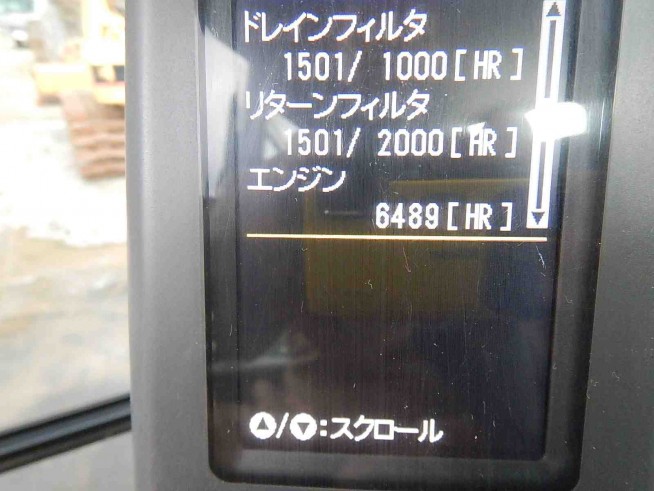 ドレインフィルタ
1501/ 1000[HR]
リターンフィルタ
1501/ 2000[HR]
エンジン
6489[HR]
▲/▼:スクロール